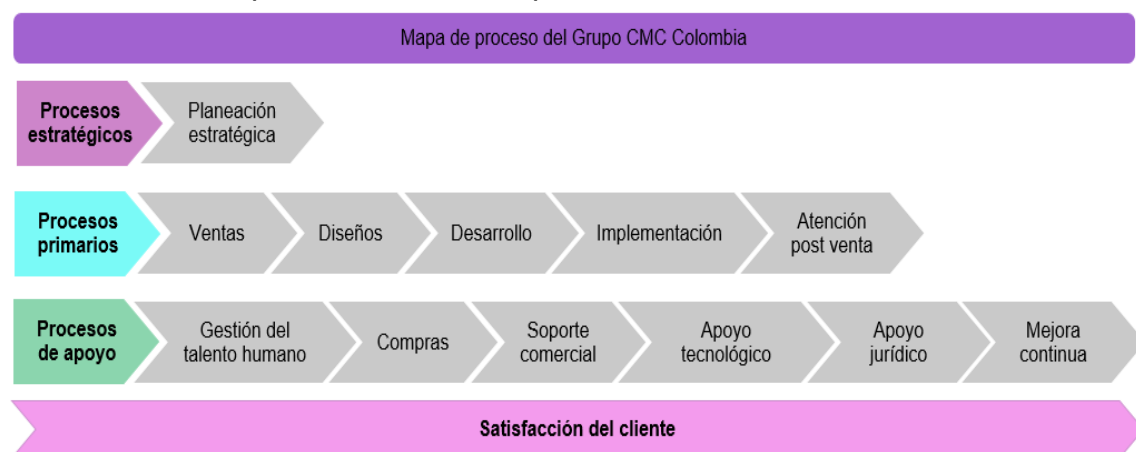 Mapa de proceso del Grupo CMC Colombia
Procesos
estratégicos
Planeación
estratégica
Procesos
primarios
Ventas
Diseños
Desarrollo
Implementación
Atención
post venta
Procesos
de apoyo
Gestión del
talento humano
Compras
Soporte
comercial
Apoyo
tecnológico
Apoyo
jurídico
Mejora
continua
Satisfacción del cliente